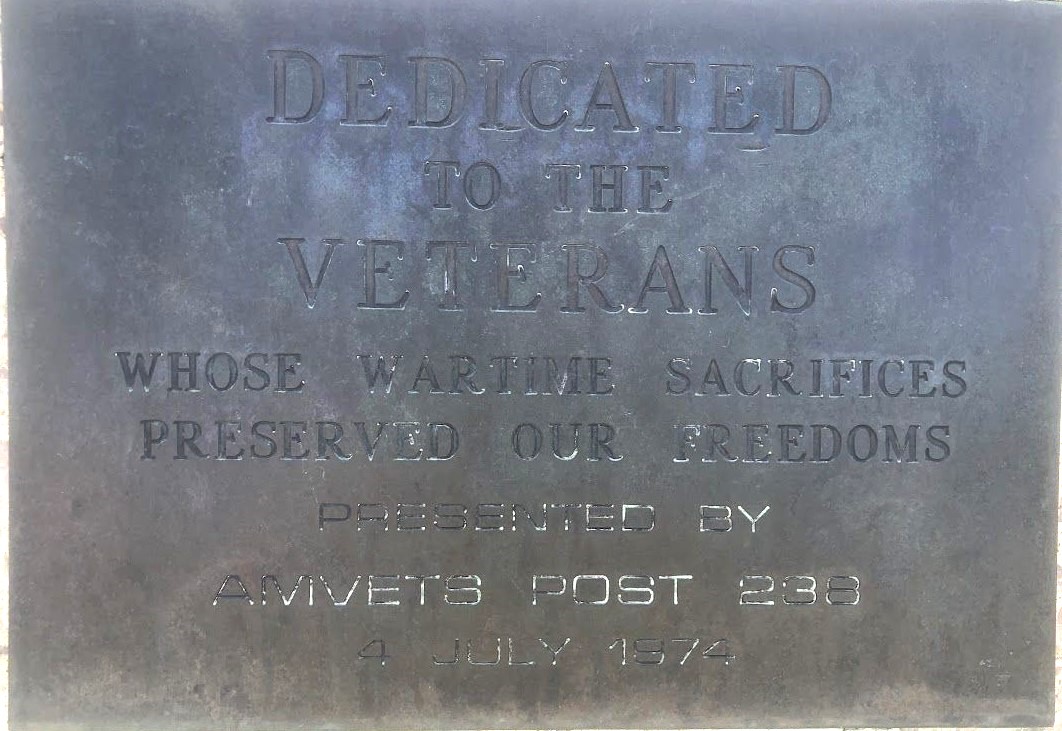 DEDICATED
TO THE
VETERANS
WHOSE WARTIME SACRIFICES
PRESERVED OUR FREEDOMS
PRESENTED BY
AMVETS POST 238
4 JULY 1974